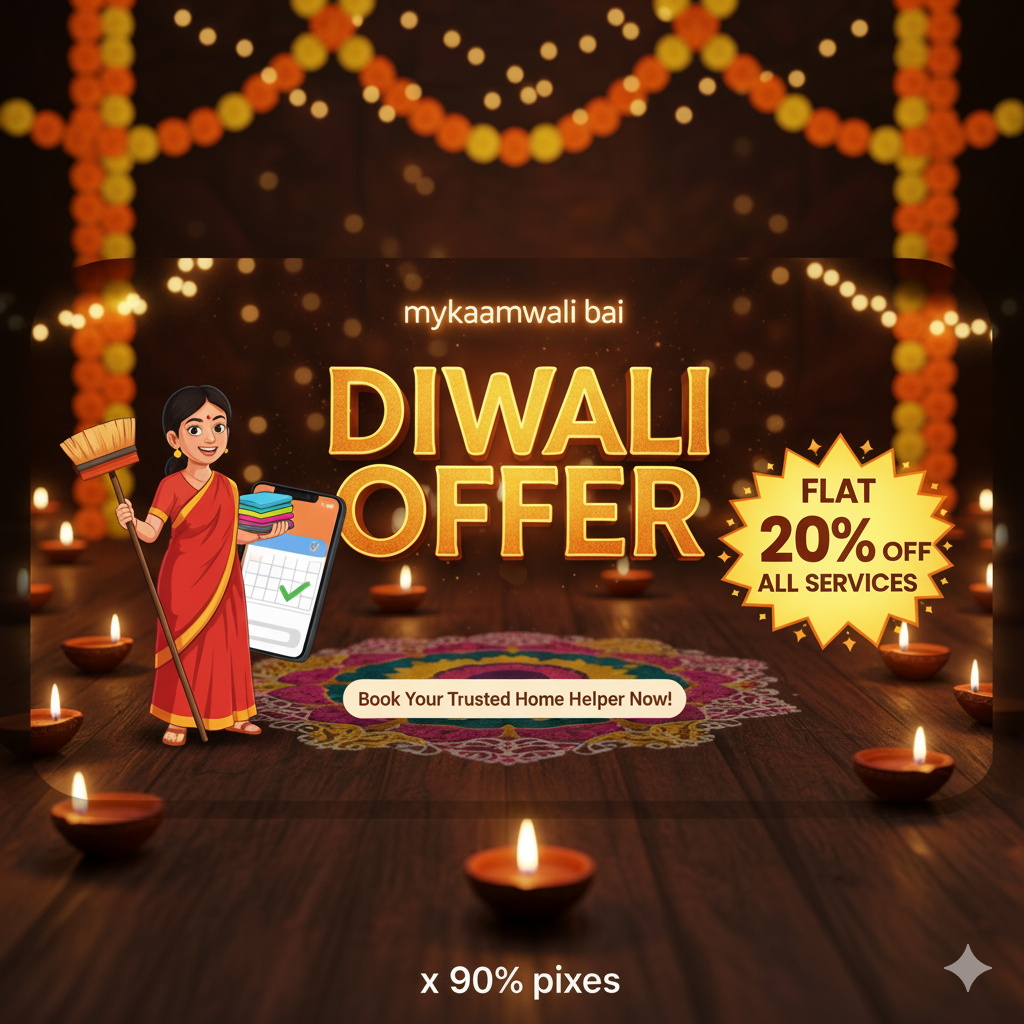 mykaamwali bai
DIWALI
OFFER
FLAT
20% OFF
ALL SERVICES
Book Your Trusted Home Helper Now!
x 90% pixes